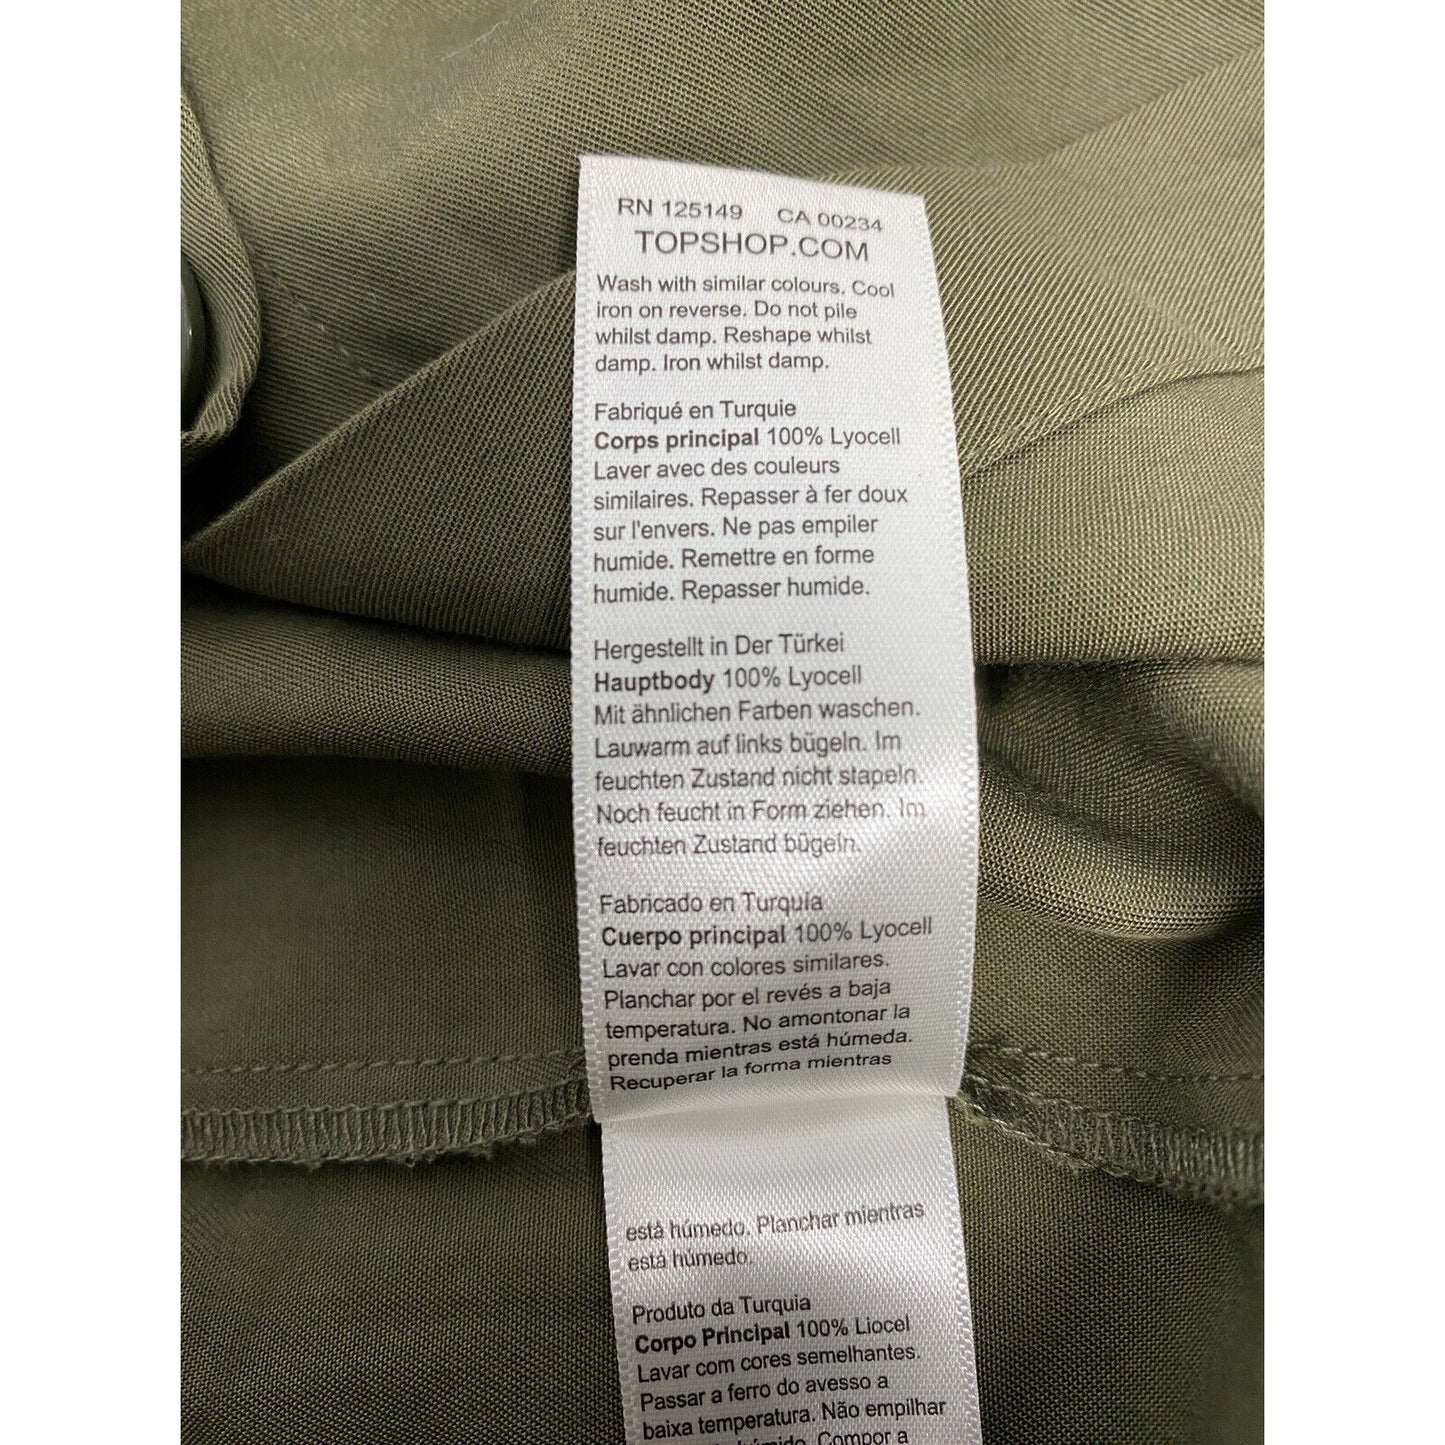 RN 125149 CA 00234
TOPSHOP.COM
Wash with similar colours. Cool
iron on reverse. Do not pile
whilst damp. Reshape whilst
damp. Iron whilst damp.
Fabriqué en Turquie
Corps principal 100% Lyocell
Laver avec des couleurs
similaires. Repasser à fer doux
sur l'envers. Ne pas empiler
humide. Remettre en forme
humide. Repasser humide.
Hergestellt in Der Türkei
Hauptbody 100% Lyocell
Mit ähnlichen Farben waschen.
Lauwarm auf links bügeln. Im
feuchten Zustand nicht stapeln.
Noch feucht in Form ziehen. Im
feuchten Zustand bügeln.
Fabricado en Turquía
Cuerpo principal 100% Lyocell
Lavar con colores similares.
Planchar por el revés a baja
temperatura. No amontonar la
prenda mientras está húmeda.
Recuperar la forma mientras
está húmedo. Planchar mientras
está húmedo.
Produto da Turquia
Corpo Principal 100% Liocel
Lavar com cores semelhantes.
Passar a ferro do avesso a
baixa temperatura. Não empilhar
húmido. Compor a